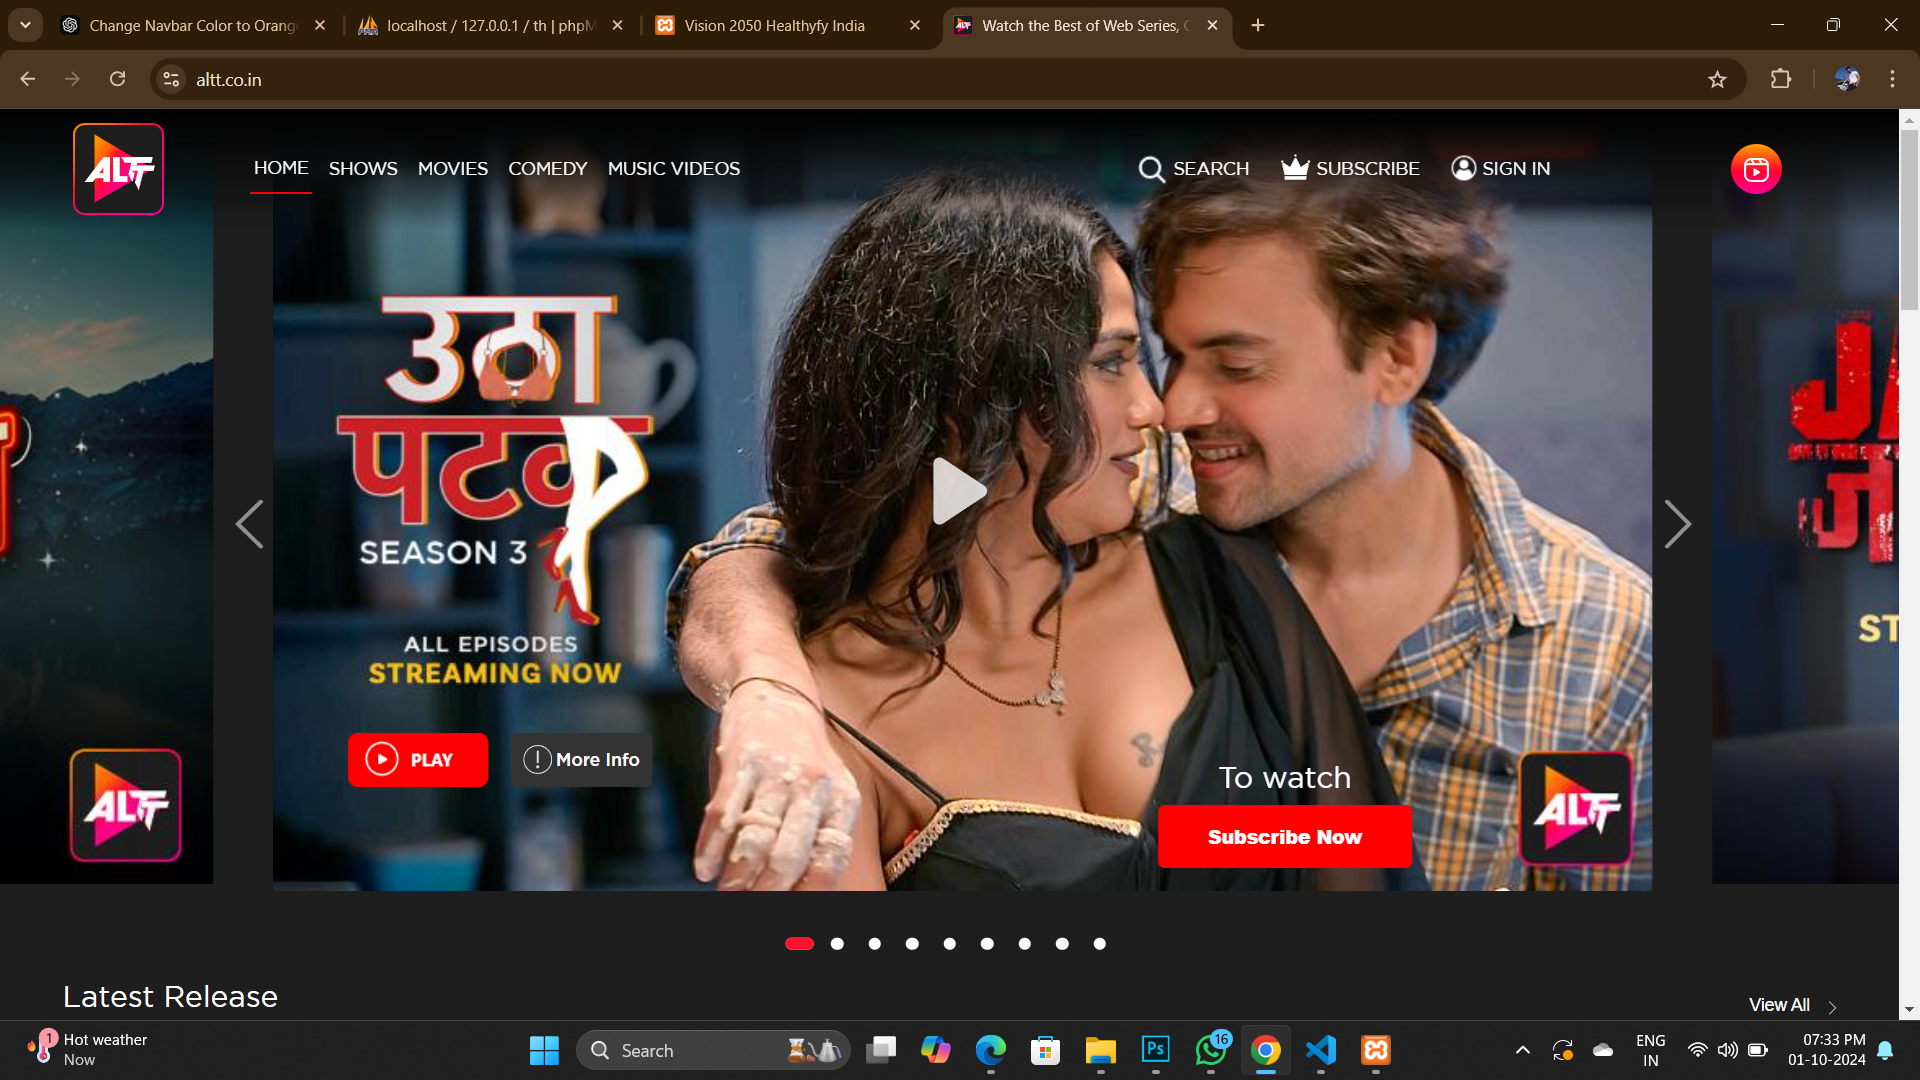 Change Navbar Color to Orang
localhost / 127.0.0.1 / th | phpM
Vision 2050 Healthyfy India
Watch the Best of Web Series,
altt.co.in
ALTT
HOME
SHOWS
MOVIES
COMEDY
MUSIC VIDEOS
SEARCH
SUBSCRIBE
SIGN IN
उठा
पटक
SEASON 3
ALL EPISODES
STREAMING NOW
PLAY
More Info
To watch
Subscribe Now
ALTT
ALTT
ST
Latest Release
View All
1
Hot weather
Now
Search
Ps
16
ENG
IN
07:33 PM
01-10-2024